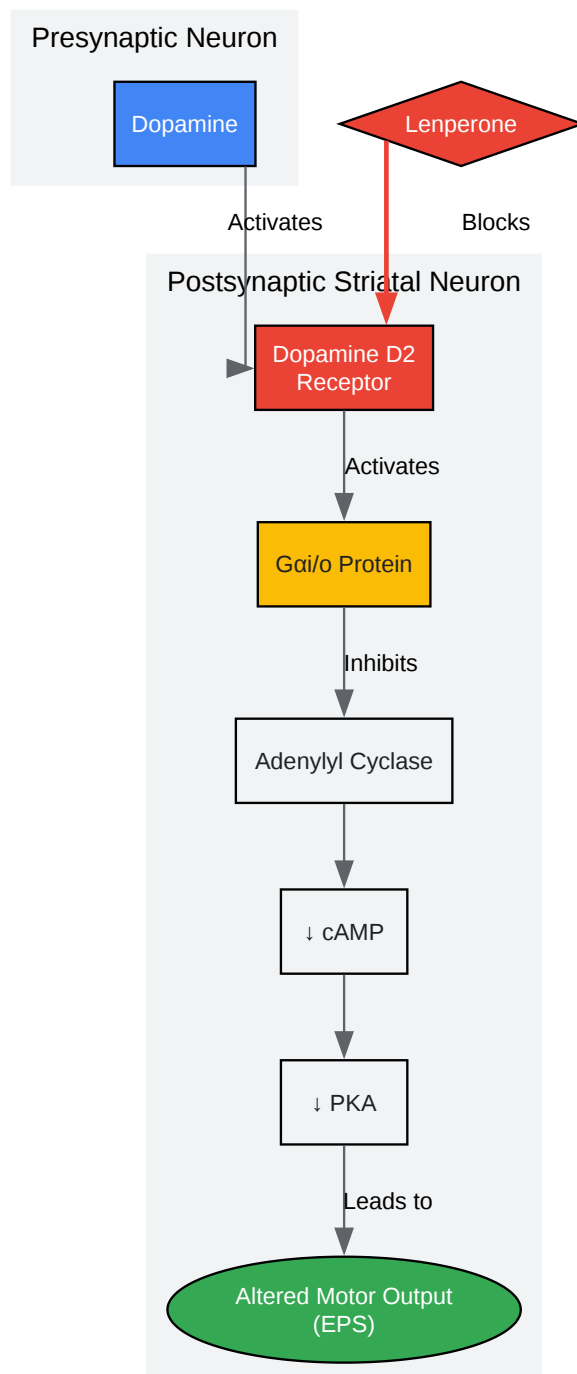 Presynaptic Neuron
Dopamine
Lenperone
Activates
Blocks
Postsynaptic Striatal Neuron
Dopamine D2
Receptor
Activates
Gαi/o Protein
Inhibits
Adenylyl Cyclase
↓ cAMP
↓ PKA
Leads to
Altered Motor Output
(EPS)